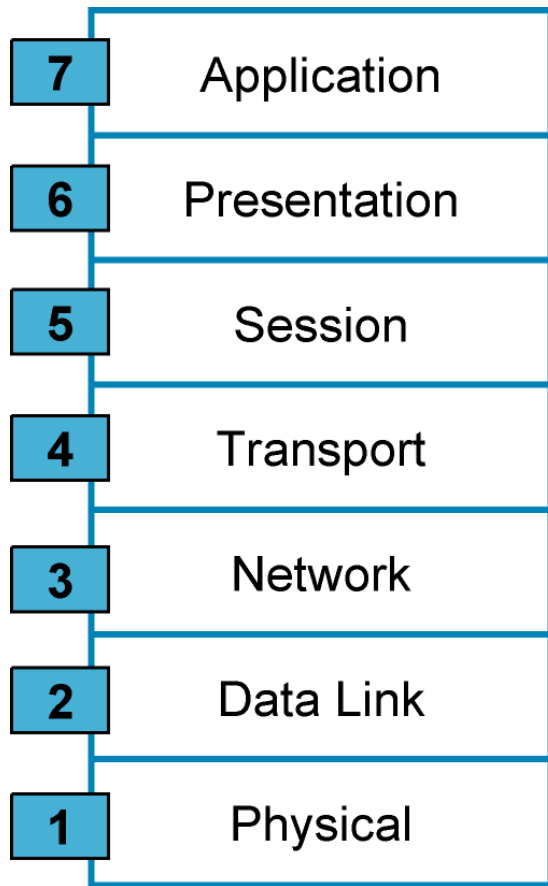 7 Application
6 Presentation
5 Session
4 Transport
3 Network
2 Data Link
1 Physical